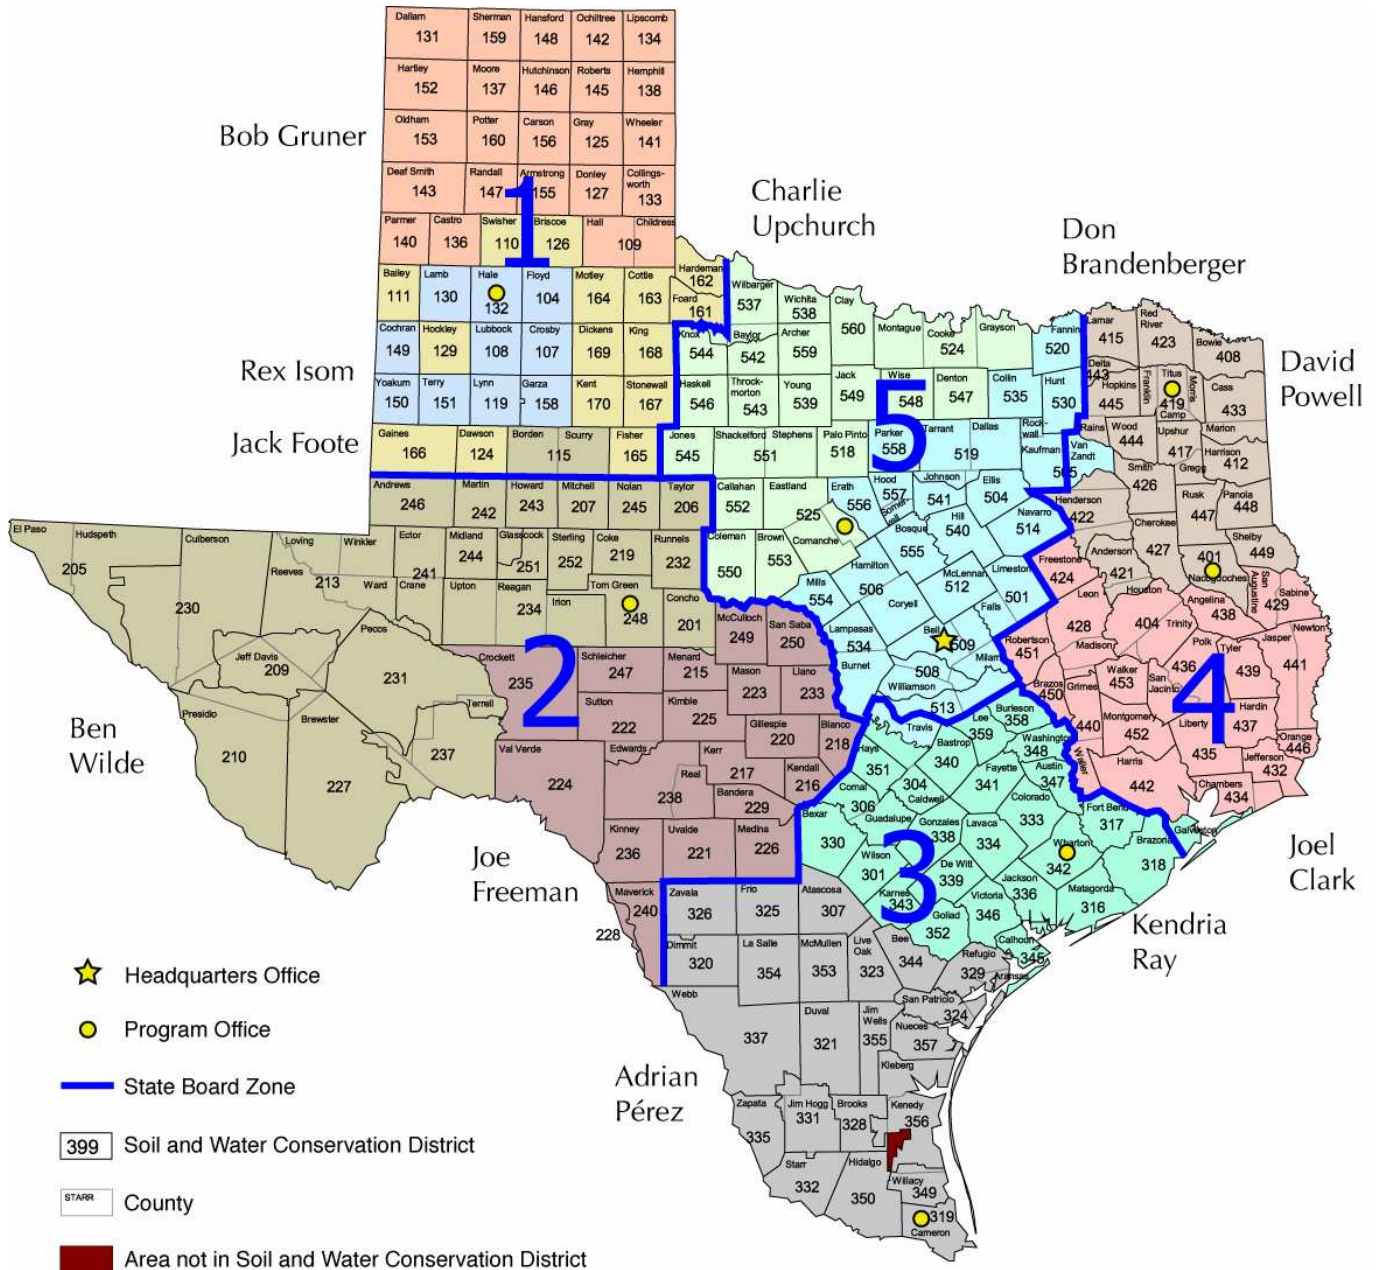 Dallam Sherman Hansford Ochiltree Lipscomb
131 159 148 142 134
Hartley Moore Hutchinson Roberts Hemphill
152 137 146 145 138
Bob Gruner
Oldham Potter Carson Gray Wheeler
153 160 156 125 141
Deaf Smith Randall Armstrong Donley Collings-
worth
143 147 155 127 133
1
Charlie
Upchurch
Parmer Castro Swisher Briscoe Hall Childress
140 136 110 126 109
Don
Brandenberger
Bailey Lamb Hale Floyd Motley Cottle Hardeman
111 130 132 104 164 163 162
Foard
161
Wilbarger Wichita Clay Montague Cooke Grayson Fannin Lamar Red
River Bowie
537 538 560 524 520 415 423 408
Cochran Hockley Lubbock Crosby Dickens King Knox Baylor Archer
149 129 108 107 169 168 544 542 559
Rex Isom
David
Powell
Delta Hopkins Franklin Titus Morris Cass
443 445 419 433
Camp
Yoakum Terry Lynn Garza Kent Stonewall Haskell Throck-
morton Young Jack Wise Denton Collin Hunt
150 151 119 158 170 167 546 543 539 549 548 547 535 530
5
Rains Wood Upshur Marion
444 417
Gregg Harrison
412
Jack Foote
Gaines Dawson Borden Scurry Fisher Jones Shackelford Stephens Palo Pinto Parker Tarrant Dallas Rock-
wall Kaufman Van
Zandt Smith
166 124 115 165 545 551 518 558 519 505 426
Andrews Martin Howard Mitchell Nolan Taylor Callahan Eastland Erath Hood Johnson Ellis Henderson Rusk Panola
246 242 243 207 245 206 552 525 556 557 541 504 422 447 448
Somer-
vell Hill Navarro Cherokee Shelby
540 514 427 449
El Paso Hudspeth Culberson Loving Winkler Ector Midland Glasscock Sterling Coke Runnels Coleman Brown Comanche Bosque Anderson
205 230 213 241 244 251 252 219 232 550 553 555 421 401
Nacogdoches
Reeves Ward Crane Upton Reagan Irion Tom Green Concho Mills Hamilton McLennan Limeston Freestone
234 248 201 554 506 512 501 424
Houston San
Augustine Sabine
429
Coryell Falls Leon Angelina
428 438
Pecos McCulloch San Saba Lampasas Bell Robertson Trinity Newton
231 249 250 534 509 451 404
Jeff Davis Crockett Schleicher Menard Mason Llano Burnet Milam Madison Polk Tyler Jasper
209 235 247 215 223 233 508 436 439 441
2
4
Williamson Brazos Grimes Walker San
Jacinto
513 450 453
Presidio Brewster Terrell Sutton Kimble Gillespie Blanco Travis Lee Burleson Montgomery Liberty Hardin Orange
210 227 237 222 225 220 218 359 358 440 452 435 437 446
Ben
Wilde
Val Verde Edwards Real Kerr Kendall Hays Bastrop Washington Waller Harris Jefferson
224 238 217 216 351 340 348 442 432
Bandera Comal Caldwell Fayette Austin Chambers
229 306 304 341 347 434
Kinney Uvalde Medina Bexar Guadalupe Gonzales Lavaca Colorado Fort Bend Galveston
236 221 226 330 338 334 333 317
3
Joe
Freeman
Joel
Clark
Wilson De Witt Wharton Brazoria
301 339 342 318
Maverick Zavala Frio Atascosa Karnes Victoria Jackson Matagorda
240 326 325 307 343 346 336 316
228
Goliad Calhoun
352 345
Kendria
Ray
Dimmit La Salle McMullen Live
Oak Bee Refugio Aransas
320 354 353 323 344 329
Webb Duval Jim
Wells San Patricio Nueces
337 321 355 324 357
Kleberg
Adrian
Pérez
Zapata Jim Hogg Brooks Kenedy
335 331 328 356
Starr Hidalgo Willacy
332 350 349
319
Cameron
Headquarters Office
Program Office
State Board Zone
399 Soil and Water Conservation District
STARR County
Area not in Soil and Water Conservation District